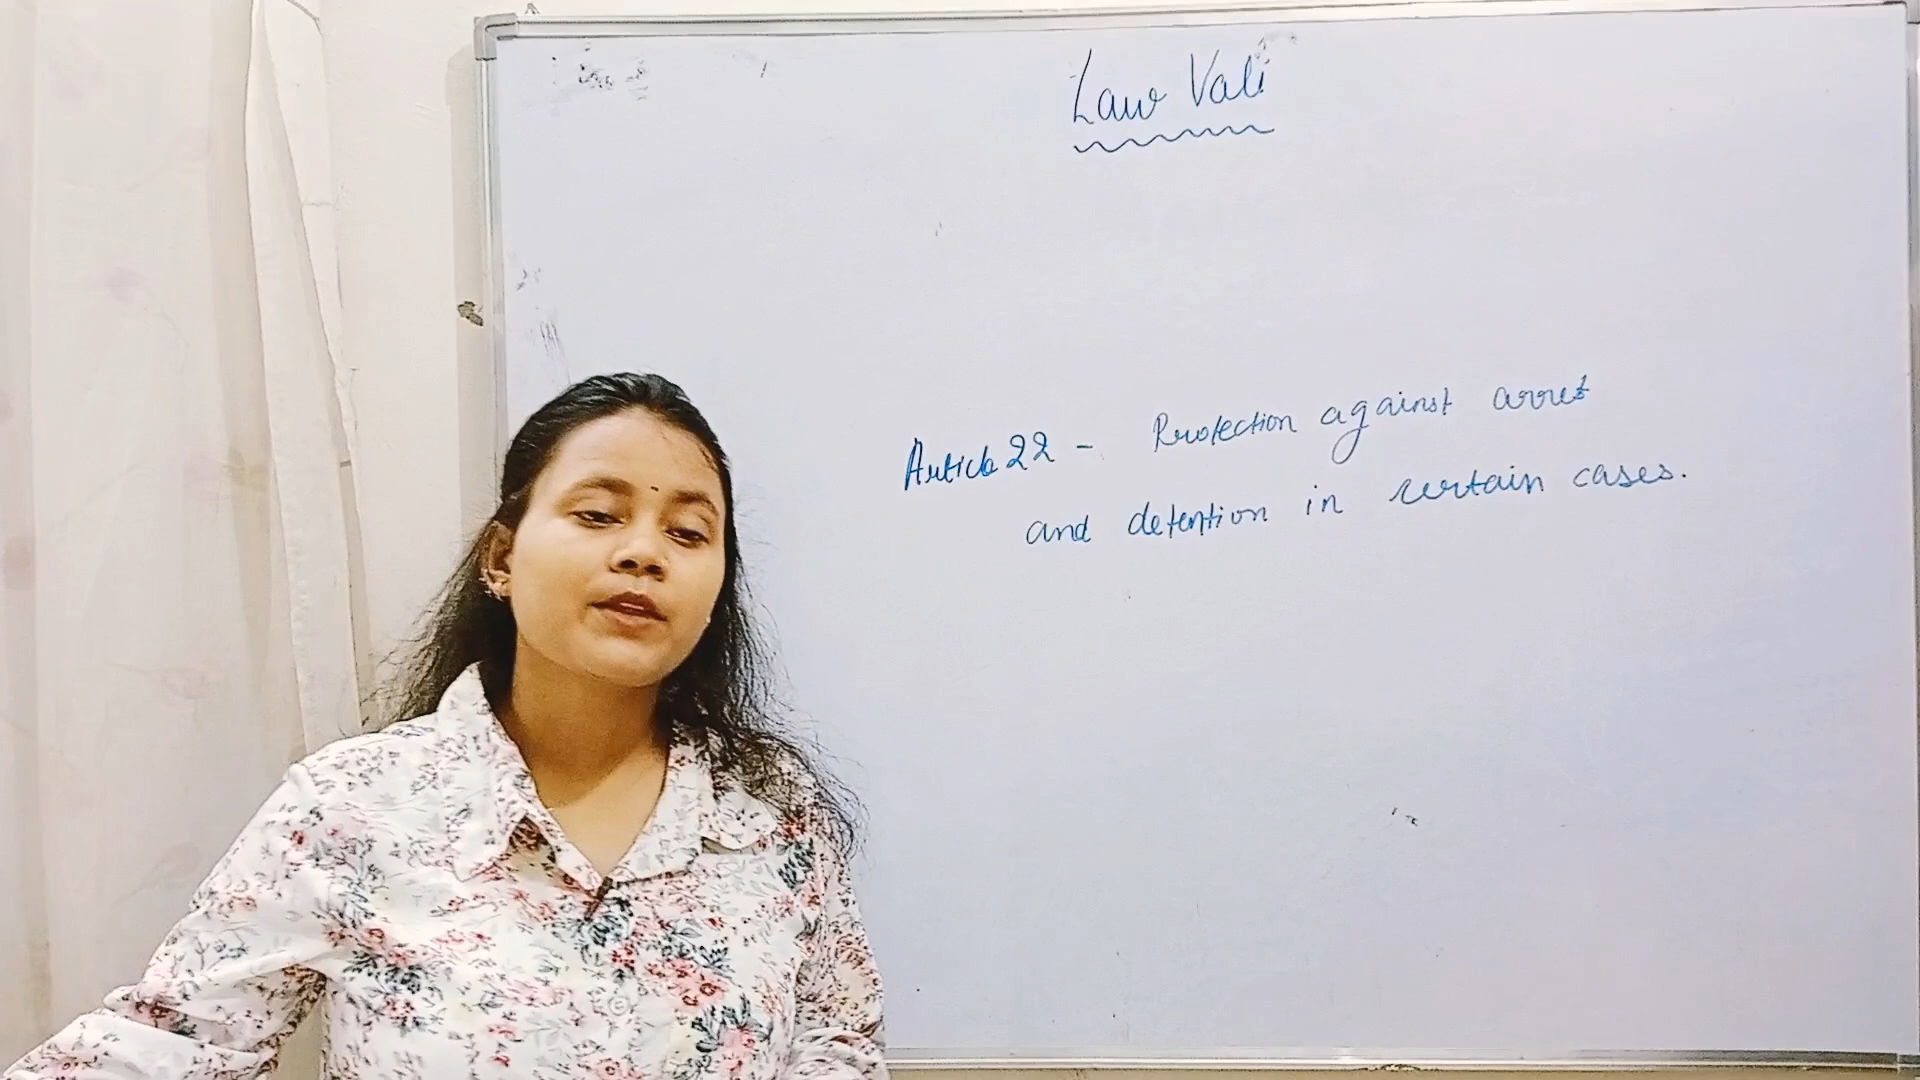 Law Vali
Article 22 - Protection against arrest
and detention in certain cases.